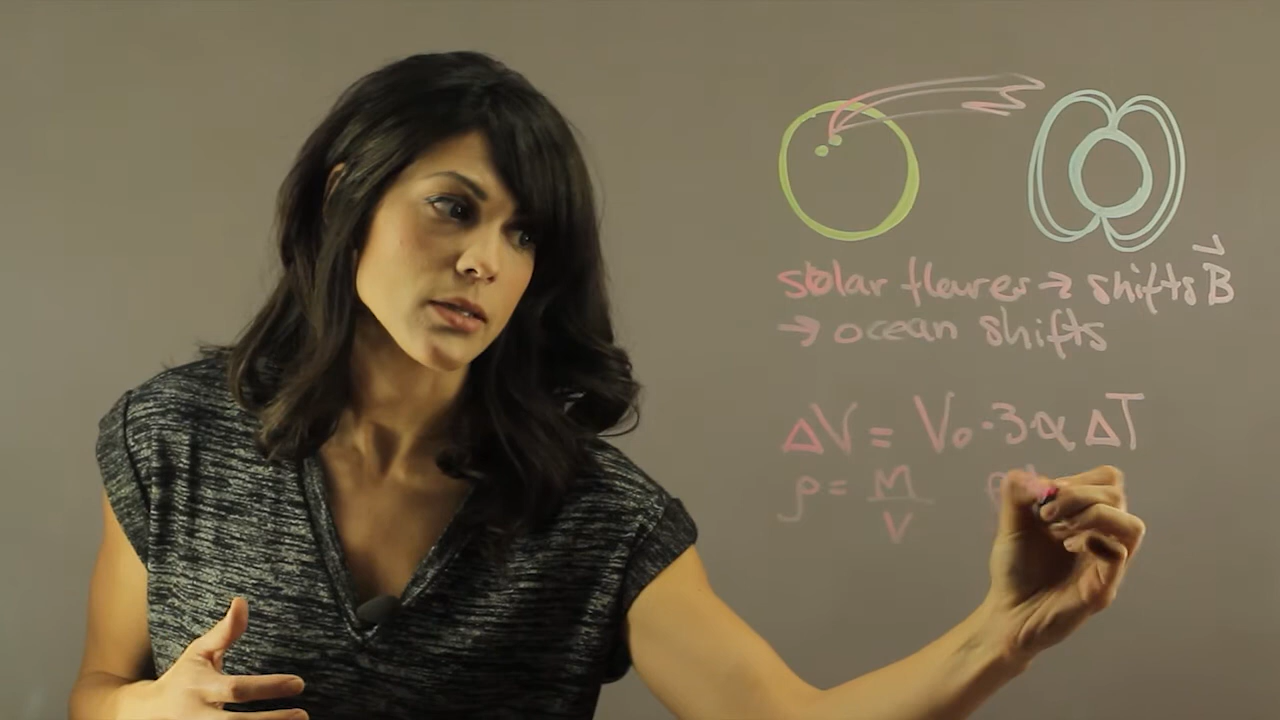 solar flares → shifts B⃗
→ ocean shifts
ΔV = V₀·3α ΔT
ρ = M/V ρ